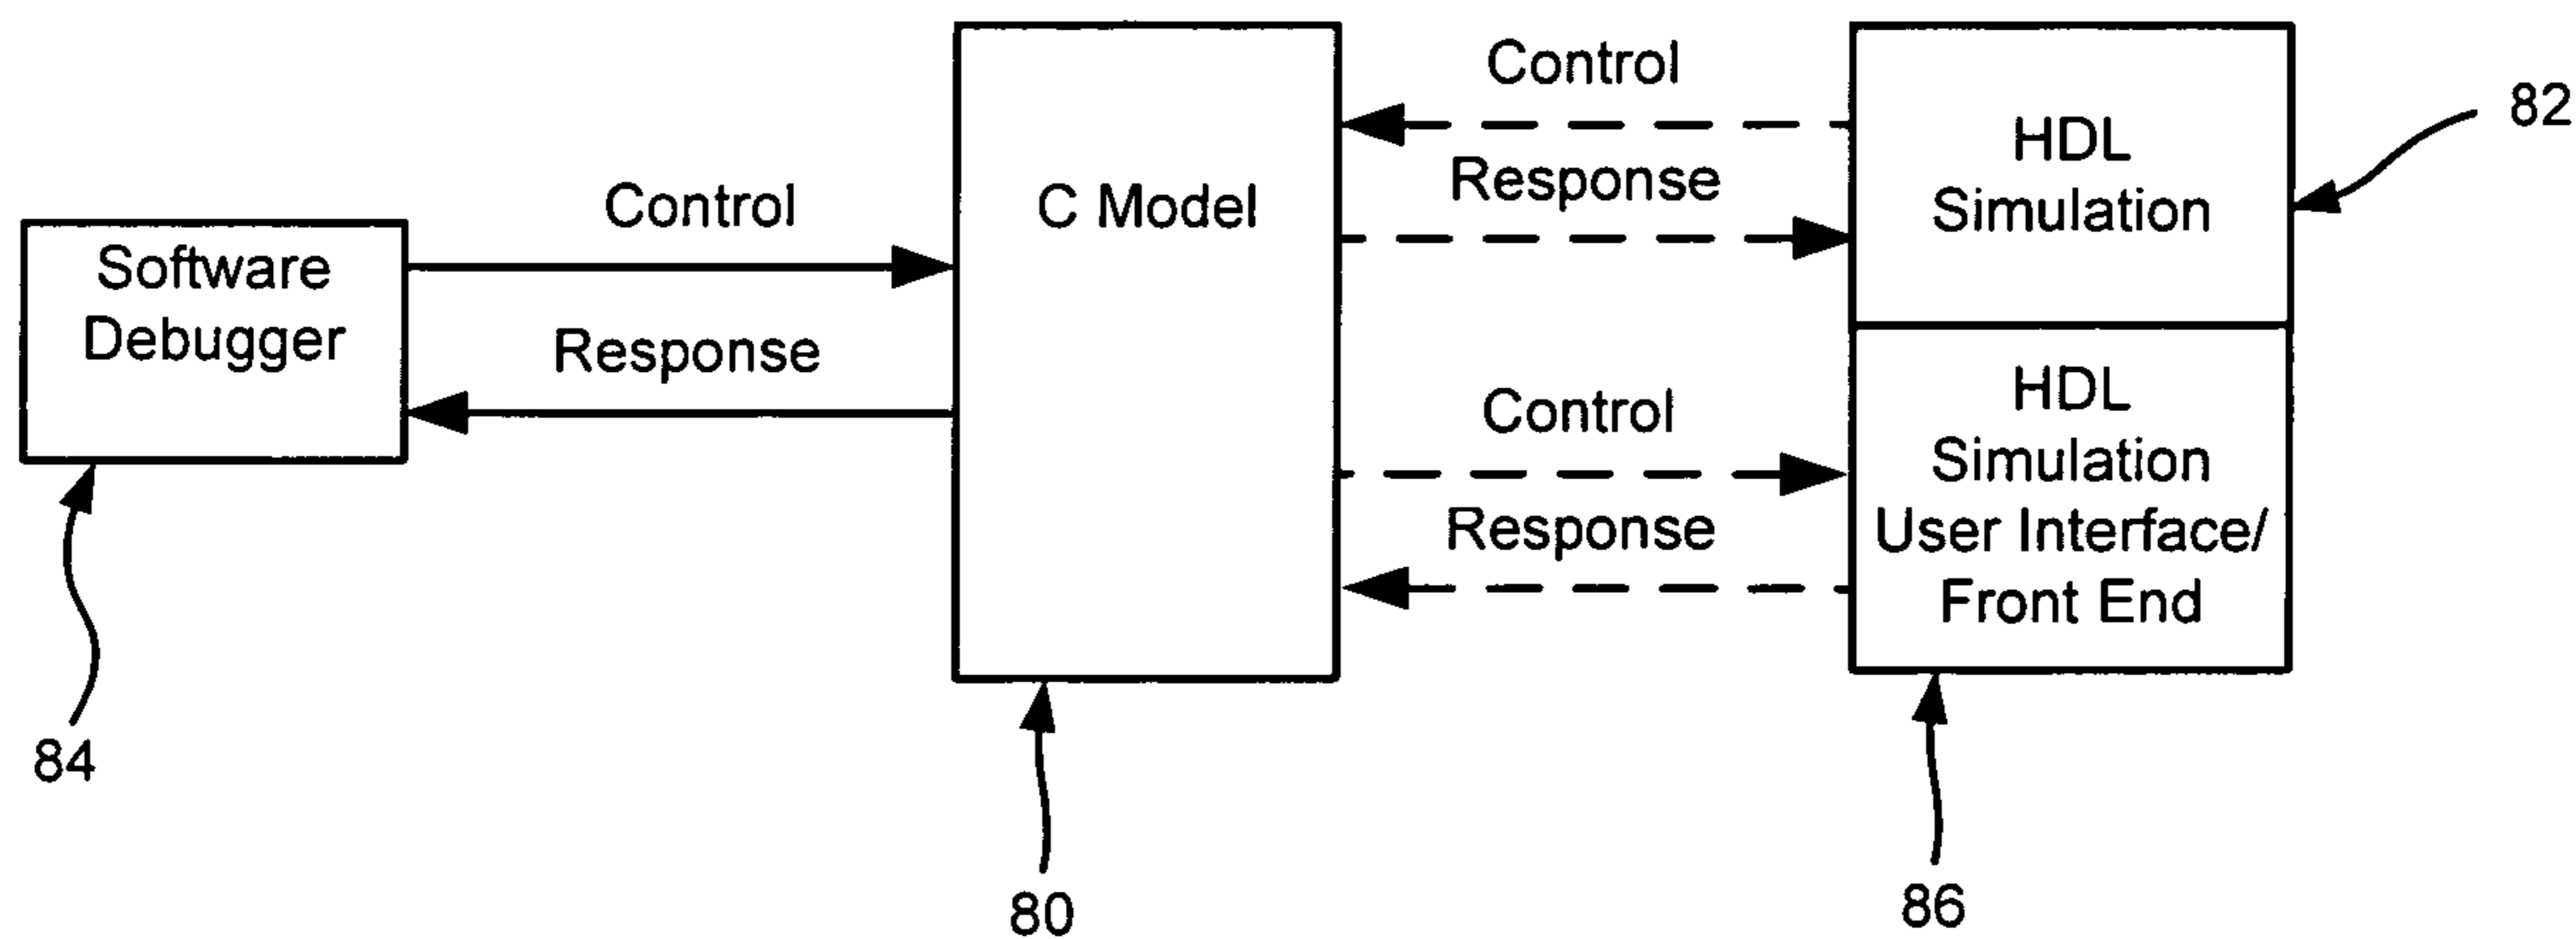 Software
Debugger
84
Control
Response
C Model
80
Control
Response
Control
Response
HDL
Simulation
82
HDL
Simulation
User Interface/
Front End
86